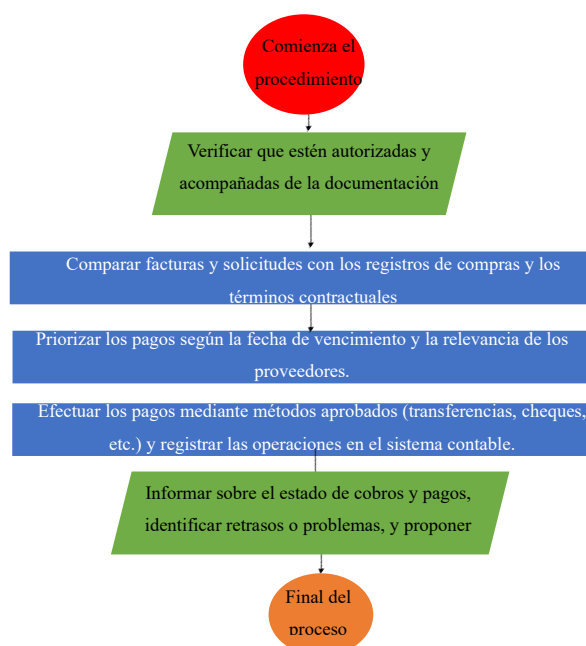 Comienza el
procedimiento
Verificar que estén autorizadas y
acompañadas de la documentación
Comparar facturas y solicitudes con los registros de compras y los
términos contractuales
Priorizar los pagos según la fecha de vencimiento y la relevancia de los
proveedores.
Efectuar los pagos mediante métodos aprobados (transferencias, cheques,
etc.) y registrar las operaciones en el sistema contable.
Informar sobre el estado de cobros y pagos,
identificar retrasos o problemas, y proponer
Final del
proceso